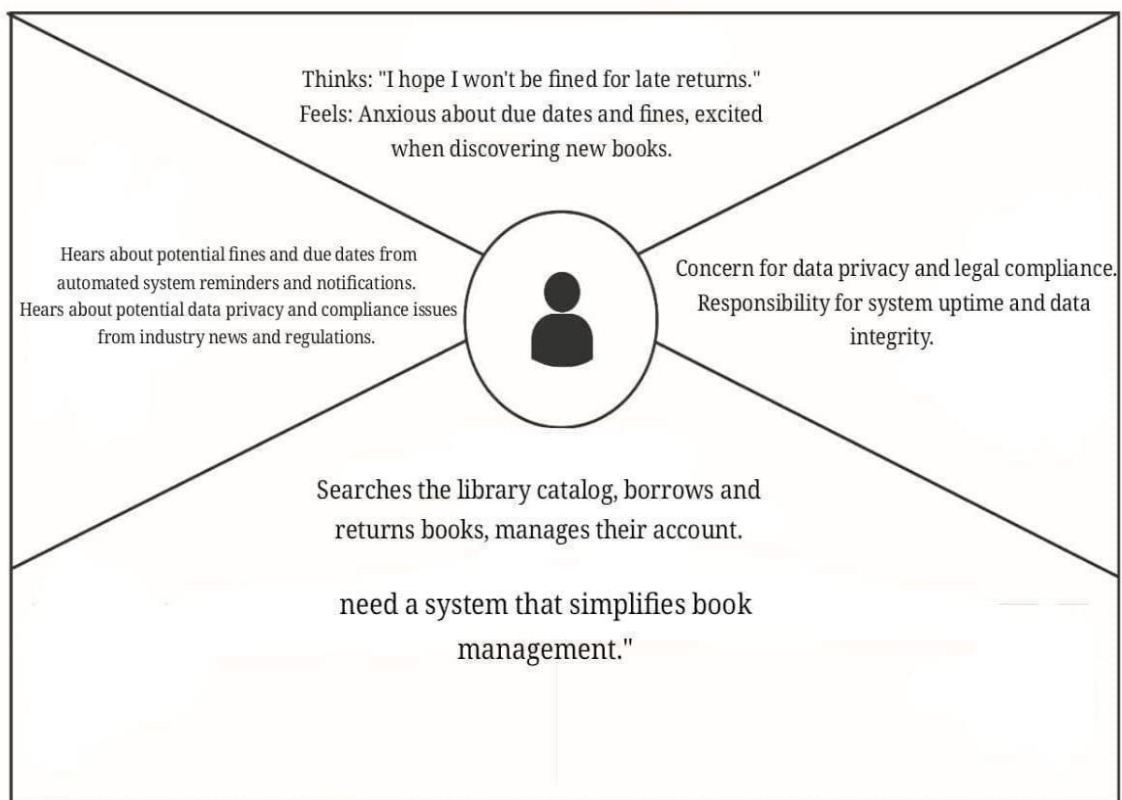 Thinks: "I hope I won't be fined for late returns."
Feels: Anxious about due dates and fines, excited
when discovering new books.
Hears about potential fines and due dates from
automated system reminders and notifications.
Hears about potential data privacy and compliance issues
from industry news and regulations.
Concern for data privacy and legal compliance.
Responsibility for system uptime and data
integrity.
Searches the library catalog, borrows and
returns books, manages their account.
need a system that simplifies book
management."